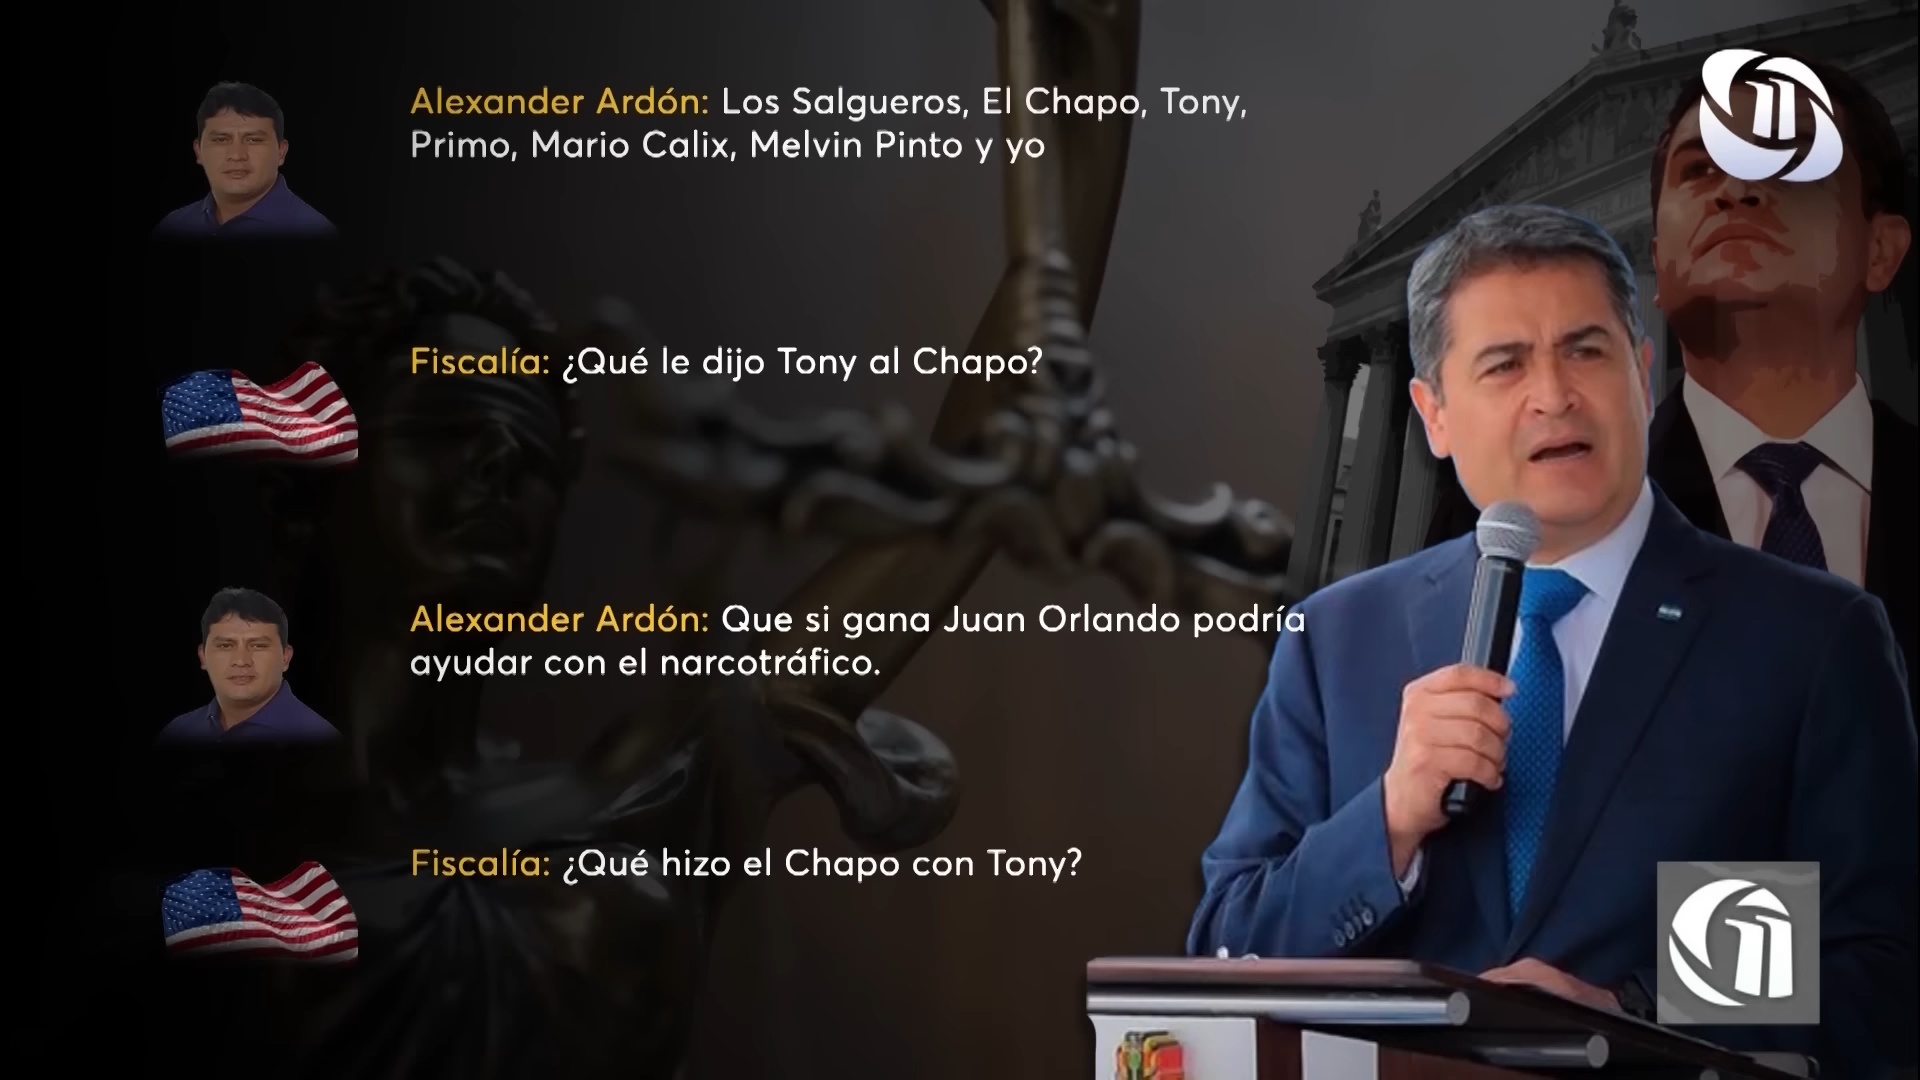 Alexander Ardón: Los Salgueros, El Chapo, Tony,
Primo, Mario Calix, Melvin Pinto y yo
Fiscalía: ¿Qué le dijo Tony al Chapo?
Alexander Ardón: Que si gana Juan Orlando podría
ayudar con el narcotráfico.
Fiscalía: ¿Qué hizo el Chapo con Tony?
11
11